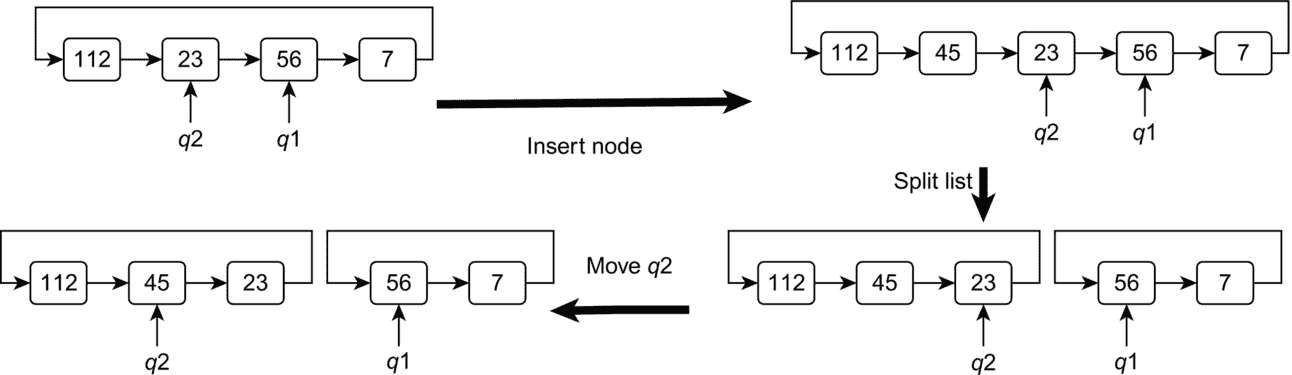 112 23 56 7
q2 q1
Insert node
112 45 23 56 7
q2 q1
Split list
112 45 23 56 7
q2 q1
Move q2
112 45 23 56 7
q2 q1